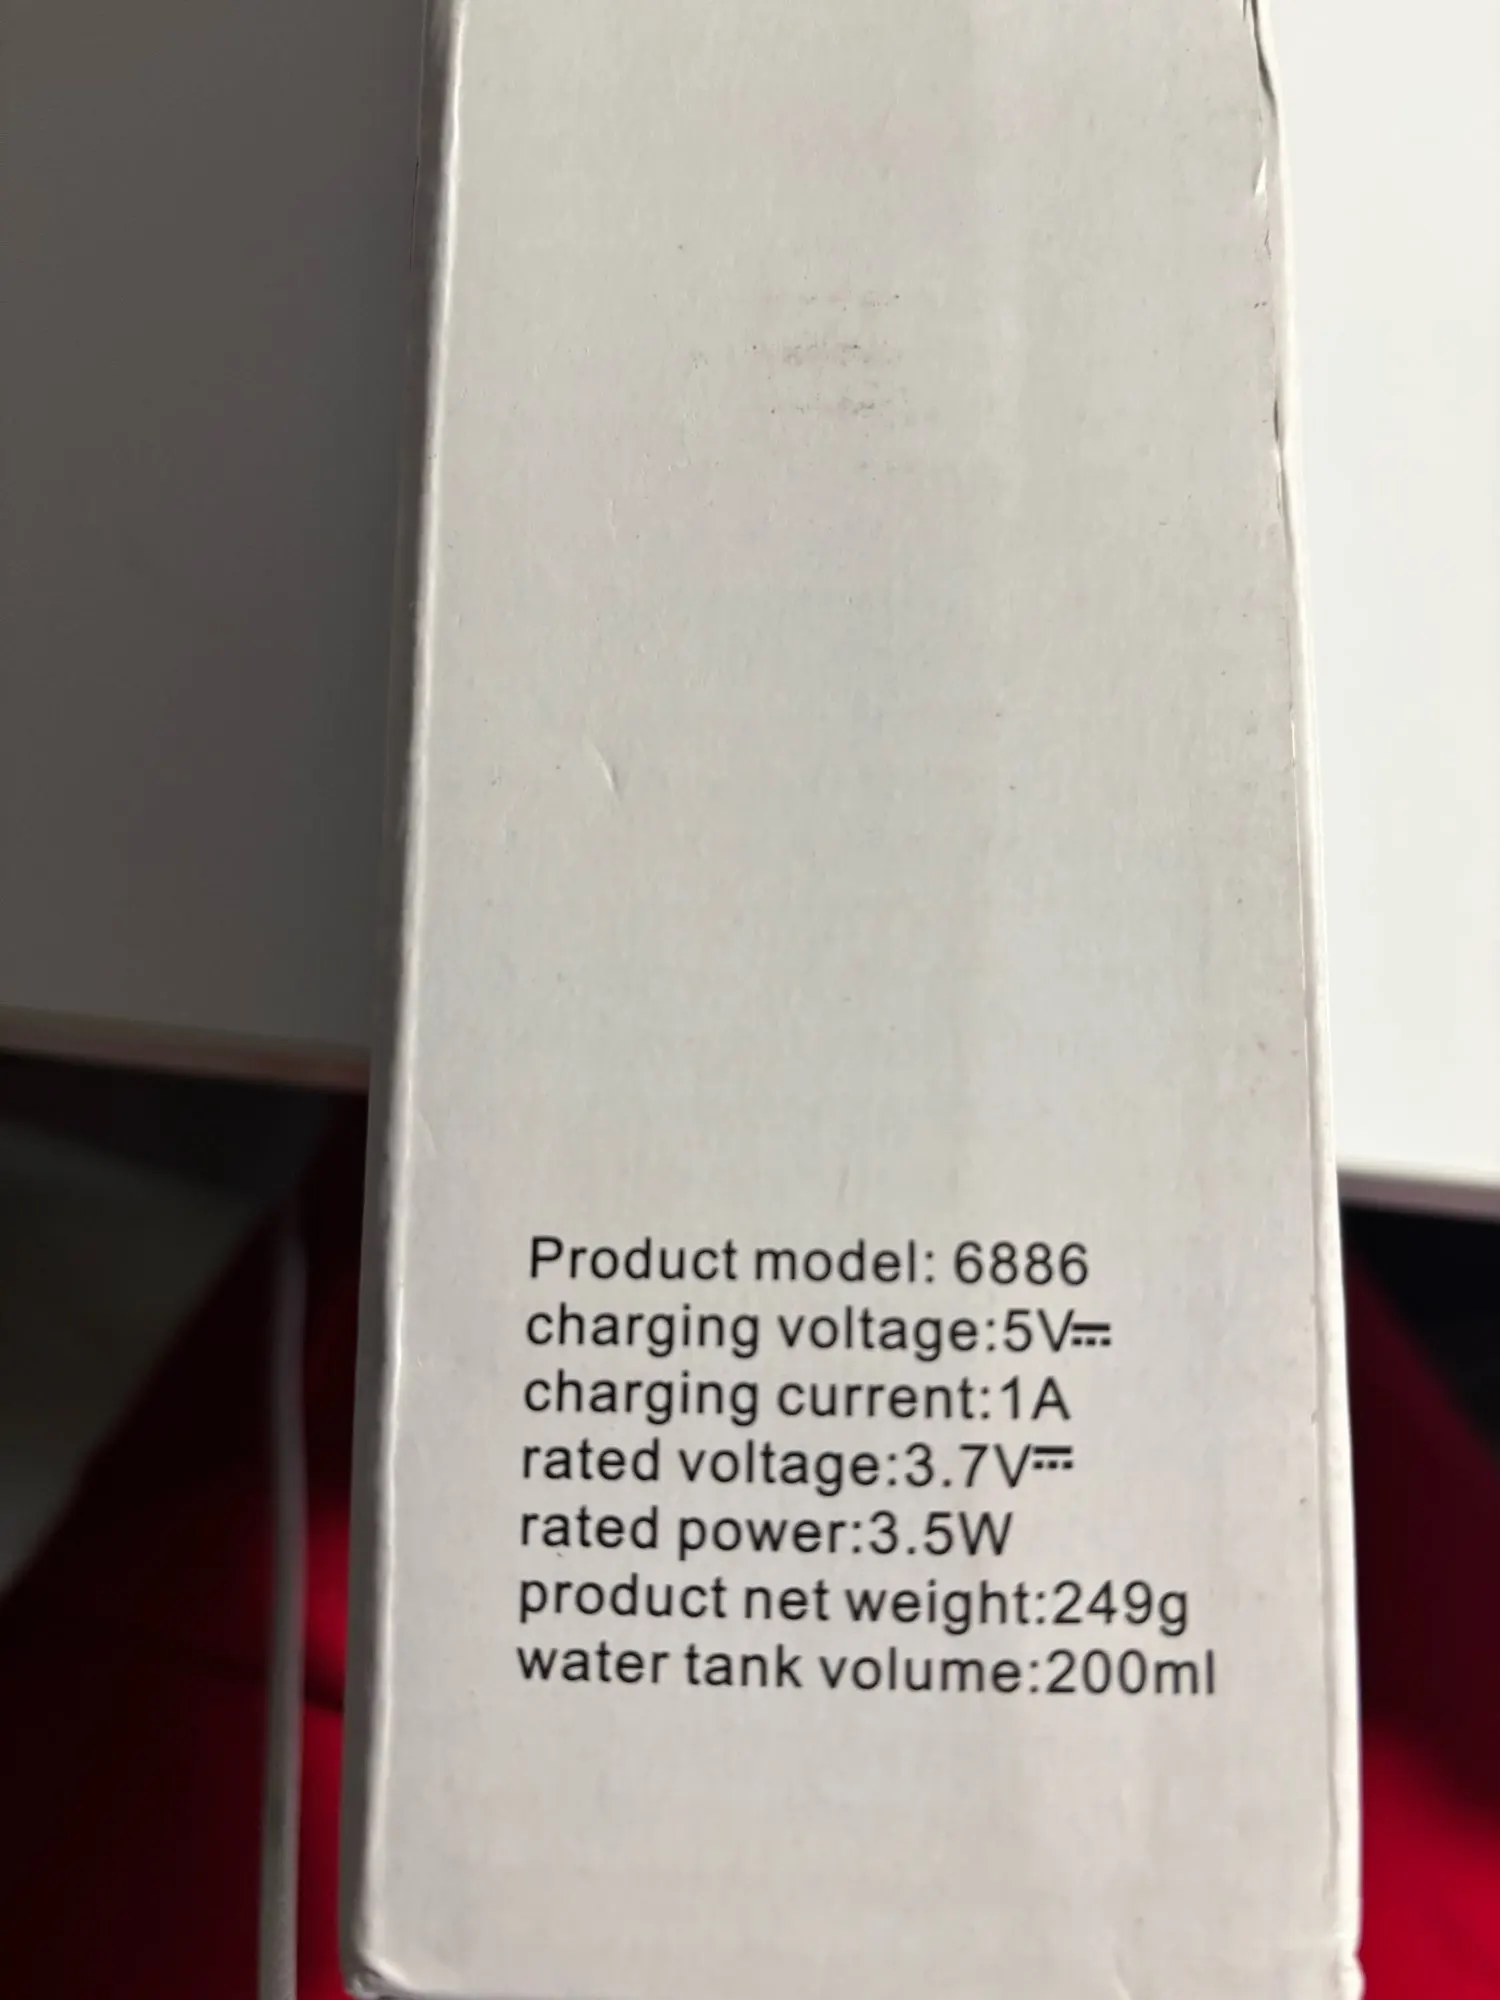 Product model: 6886
charging voltage:5V⎓
charging current:1A
rated voltage:3.7V⎓
rated power:3.5W
product net weight:249g
water tank volume:200ml